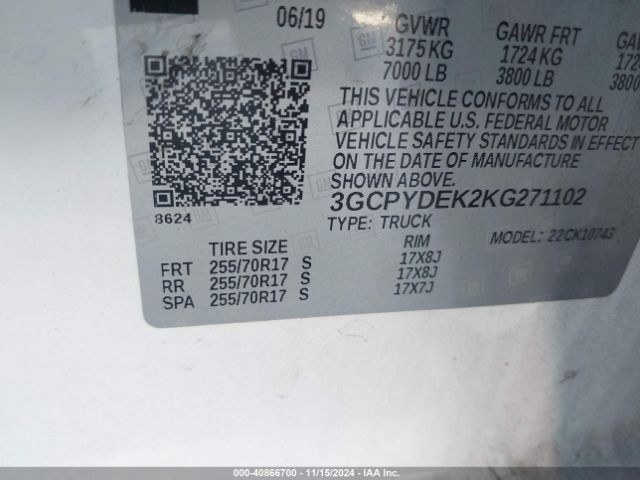 06/19 GVWR GAWR FRT
3175 KG 1724 KG 172
7000 LB 3800 LB 3800
THIS VEHICLE CONFORMS TO ALL
APPLICABLE U.S. FEDERAL MOTOR
VEHICLE SAFETY STANDARDS IN EFFECT
ON THE DATE OF MANUFACTURE
SHOWN ABOVE.
3GCPYDEK2KG271102
8624
TYPE: TRUCK
MODEL: 22CK10743
TIRE SIZE RIM
FRT 255/70R17 S 17X8J
RR 255/70R17 S 17X8J
SPA 255/70R17 S 17X7J
GM
000-40866700 - 11/15/2024 - IAA Inc.